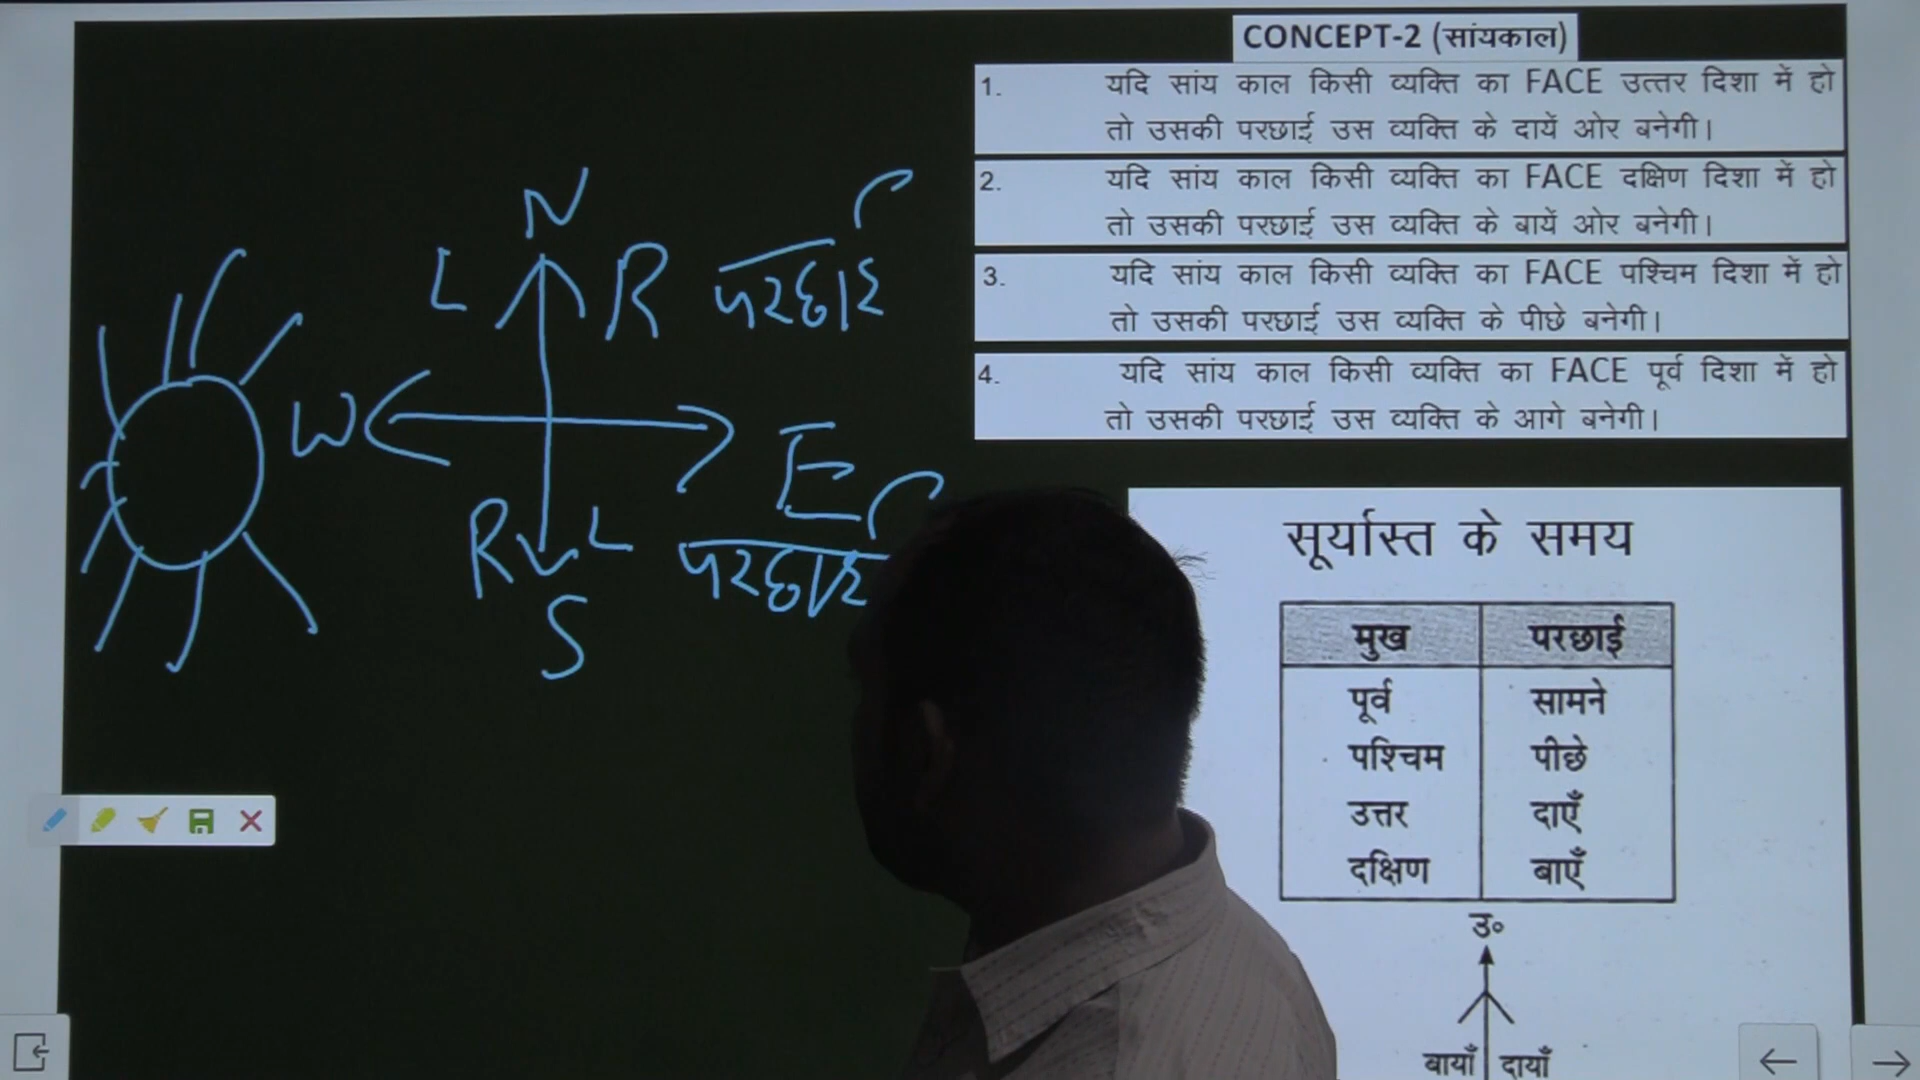 CONCEPT-2 (सांयकाल)
1. यदि सांय काल किसी व्यक्ति का FACE उत्तर दिशा में हो
तो उसकी परछाई उस व्यक्ति के दायें ओर बनेगी।
2. यदि सांय काल किसी व्यक्ति का FACE दक्षिण दिशा में हो
तो उसकी परछाई उस व्यक्ति के बायें ओर बनेगी।
3. यदि सांय काल किसी व्यक्ति का FACE पश्चिम दिशा में हो
तो उसकी परछाई उस व्यक्ति के पीछे बनेगी।
4. यदि सांय काल किसी व्यक्ति का FACE पूर्व दिशा में हो
तो उसकी परछाई उस व्यक्ति के आगे बनेगी।
N
L R परछाई
W E
R L परछाई
S
सूर्यास्त के समय
मुख परछाई
पूर्व सामने
पश्चिम पीछे
उत्तर दाएँ
दक्षिण बाएँ
उ०
बायाँ दायाँ